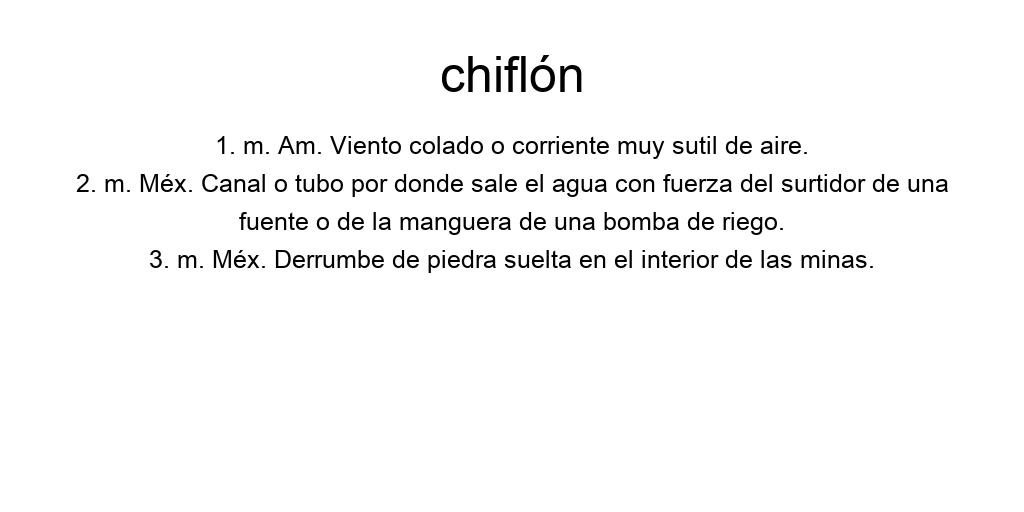 chiflón
1. m. Am. Viento colado o corriente muy sutil de aire.
2. m. Méx. Canal o tubo por donde sale el agua con fuerza del surtidor de una
fuente o de la manguera de una bomba de riego.
3. m. Méx. Derrumbe de piedra suelta en el interior de las minas.